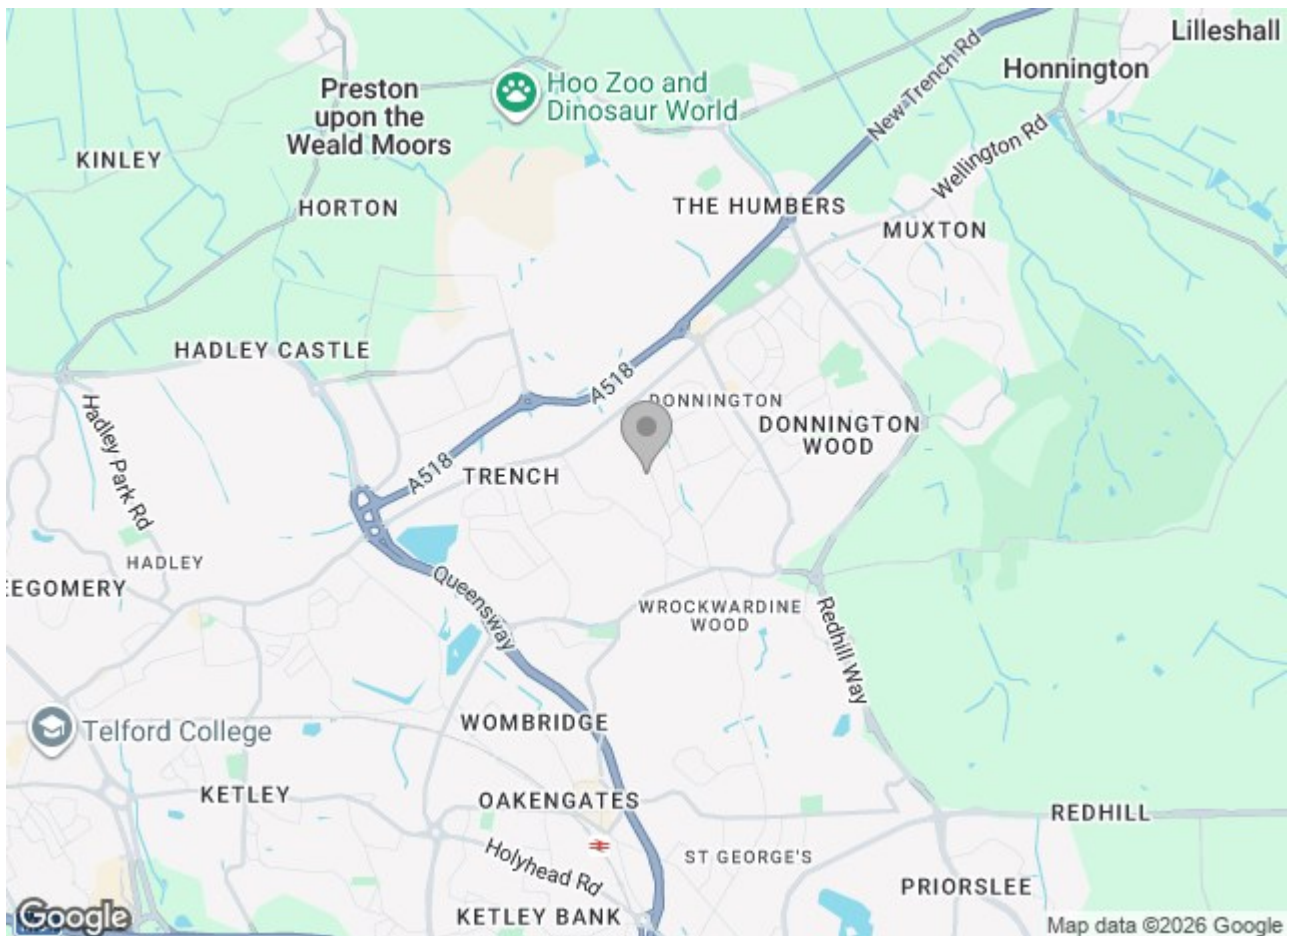 Lilleshall
Honnington
New Trench Rd
Preston
upon the
Weald Moors
Hoo Zoo and
Dinosaur World
KINLEY
Wellington Rd
HORTON
THE HUMBERS
MUXTON
HADLEY CASTLE
A518
DONNINGTON
DONNINGTON
WOOD
Hadley Park Rd
A518
TRENCH
HADLEY
EEGOMERY
Queensway
WROCKWARDINE
WOOD
Redhill Way
Telford College
WOMBRIDGE
KETLEY
OAKENGATES
REDHILL
Holyhead Rd
ST GEORGE'S
PRIORSLEE
KETLEY BANK
Google
Map data ©2026 Google